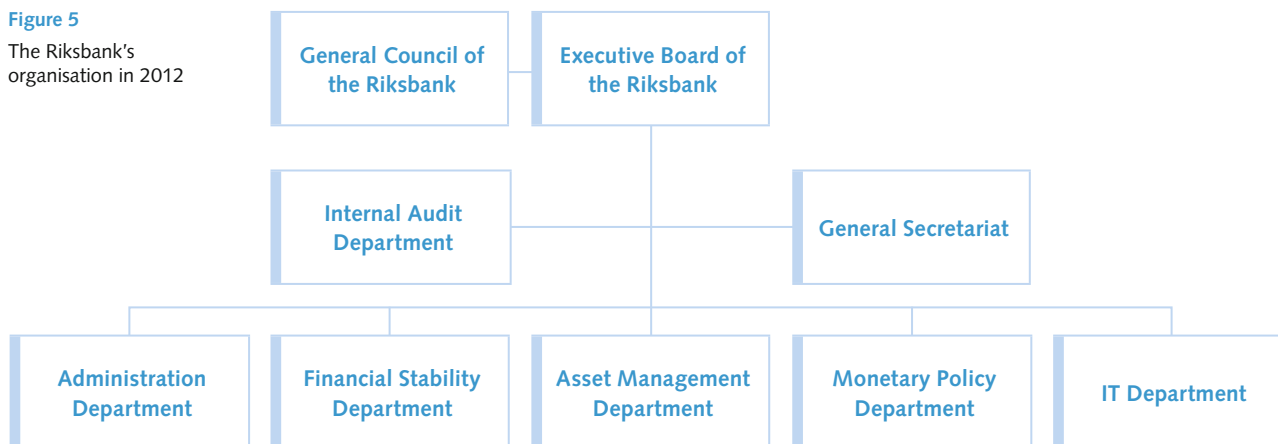 Figure 5
The Riksbank's
organisation in 2012
General Council of
the Riksbank
Executive Board of
the Riksbank
Internal Audit
Department
General Secretariat
Administration
Department
Financial Stability
Department
Asset Management
Department
Monetary Policy
Department
IT Department